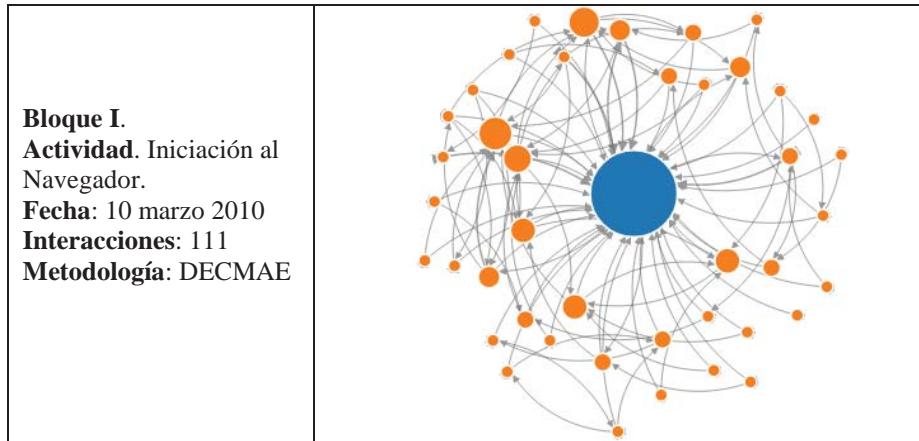 Bloque I.
Actividad. Iniciación al
Navegador.
Fecha: 10 marzo 2010
Interacciones: 111
Metodología: DECMAE